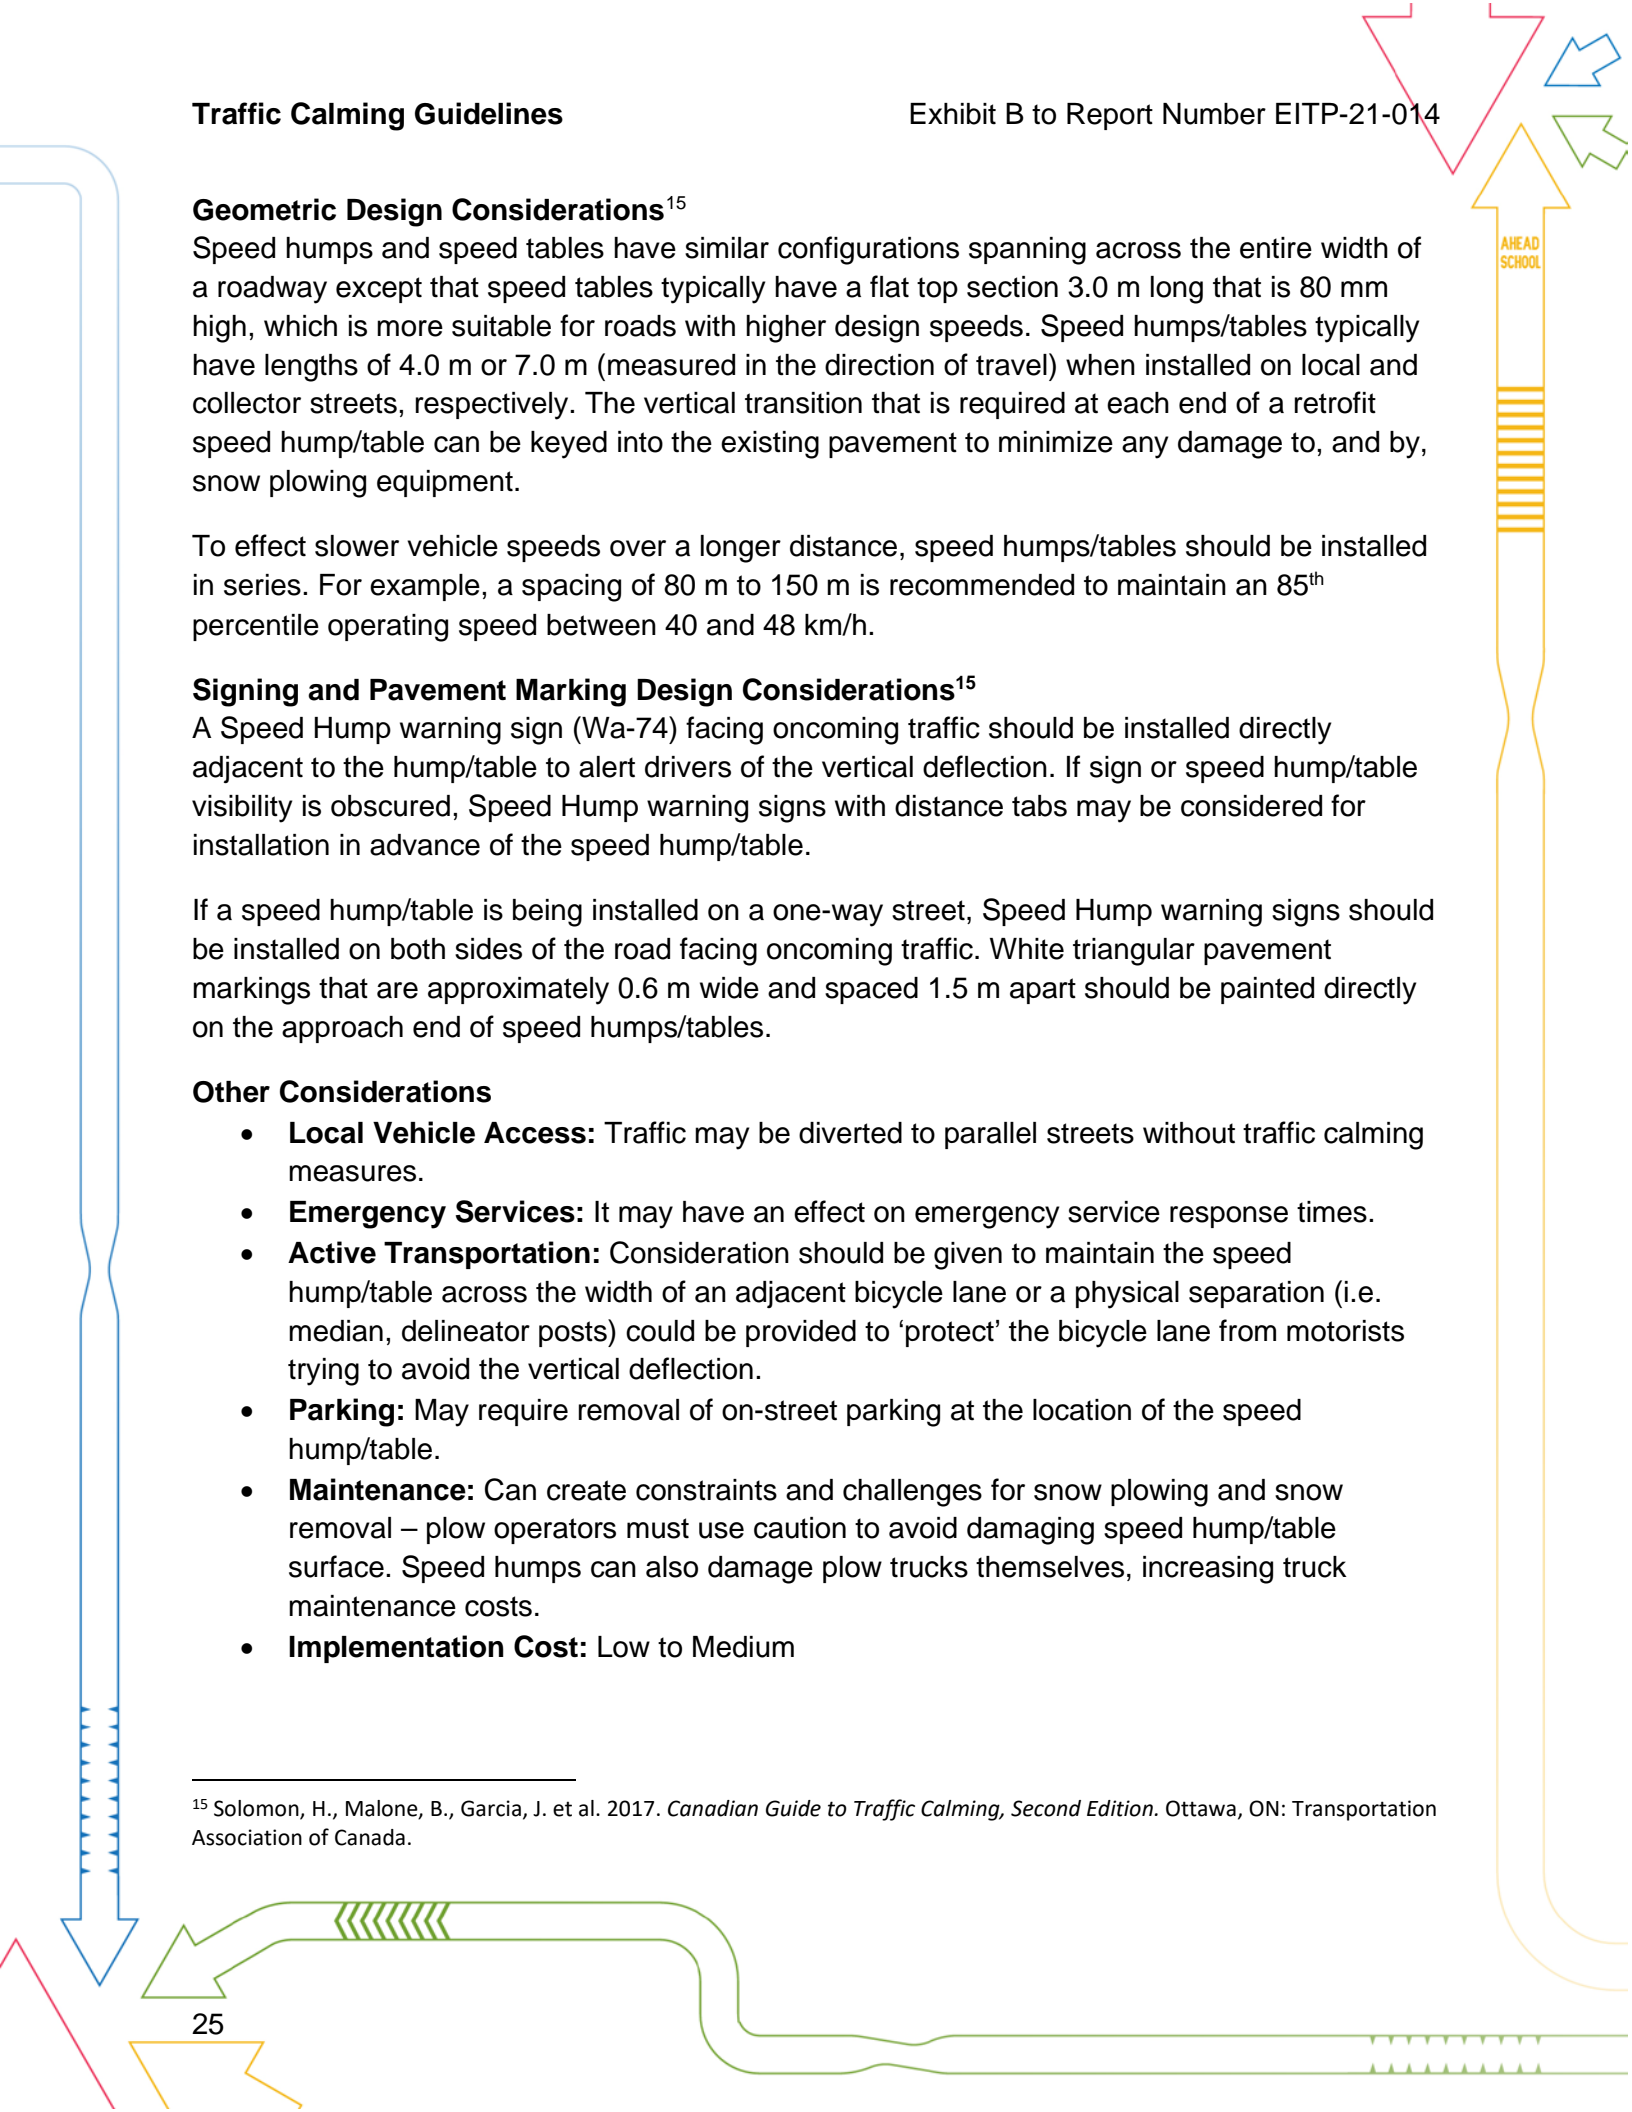 Traffic Calming Guidelines Exhibit B to Report Number EITP-21-014
AHEAD
SCHOOL
Geometric Design Considerations15
Speed humps and speed tables have similar configurations spanning across the entire width of
a roadway except that speed tables typically have a flat top section 3.0 m long that is 80 mm
high, which is more suitable for roads with higher design speeds. Speed humps/tables typically
have lengths of 4.0 m or 7.0 m (measured in the direction of travel) when installed on local and
collector streets, respectively. The vertical transition that is required at each end of a retrofit
speed hump/table can be keyed into the existing pavement to minimize any damage to, and by,
snow plowing equipment.
To effect slower vehicle speeds over a longer distance, speed humps/tables should be installed
in series. For example, a spacing of 80 m to 150 m is recommended to maintain an 85th
percentile operating speed between 40 and 48 km/h.
Signing and Pavement Marking Design Considerations15
A Speed Hump warning sign (Wa-74) facing oncoming traffic should be installed directly
adjacent to the hump/table to alert drivers of the vertical deflection. If sign or speed hump/table
visibility is obscured, Speed Hump warning signs with distance tabs may be considered for
installation in advance of the speed hump/table.
If a speed hump/table is being installed on a one-way street, Speed Hump warning signs should
be installed on both sides of the road facing oncoming traffic. White triangular pavement
markings that are approximately 0.6 m wide and spaced 1.5 m apart should be painted directly
on the approach end of speed humps/tables.
Other Considerations
• Local Vehicle Access: Traffic may be diverted to parallel streets without traffic calming
measures.
• Emergency Services: It may have an effect on emergency service response times.
• Active Transportation: Consideration should be given to maintain the speed
hump/table across the width of an adjacent bicycle lane or a physical separation (i.e.
median, delineator posts) could be provided to ‘protect’ the bicycle lane from motorists
trying to avoid the vertical deflection.
• Parking: May require removal of on-street parking at the location of the speed
hump/table.
• Maintenance: Can create constraints and challenges for snow plowing and snow
removal – plow operators must use caution to avoid damaging speed hump/table
surface. Speed humps can also damage plow trucks themselves, increasing truck
maintenance costs.
• Implementation Cost: Low to Medium
15 Solomon, H., Malone, B., Garcia, J. et al. 2017. Canadian Guide to Traffic Calming, Second Edition. Ottawa, ON: Transportation
Association of Canada.
25